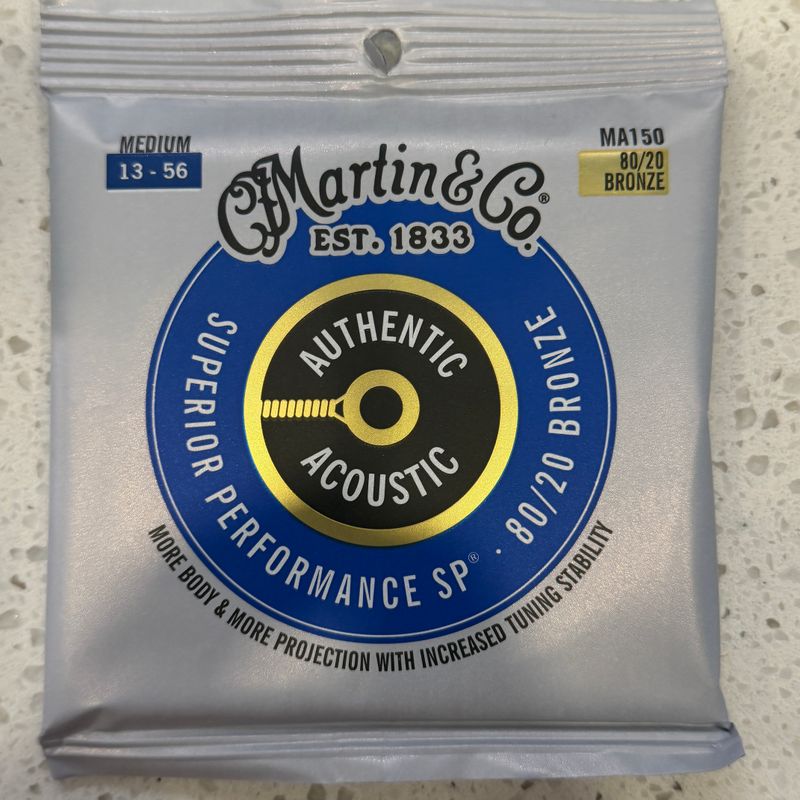 MEDIUM
13 - 56
MA150
80/20
BRONZE
Martin & Co.®
EST. 1833
AUTHENTIC
ACOUSTIC
SUPERIOR PERFORMANCE SP® · 80/20 BRONZE
MORE BODY & MORE PROJECTION WITH INCREASED TUNING STABILITY